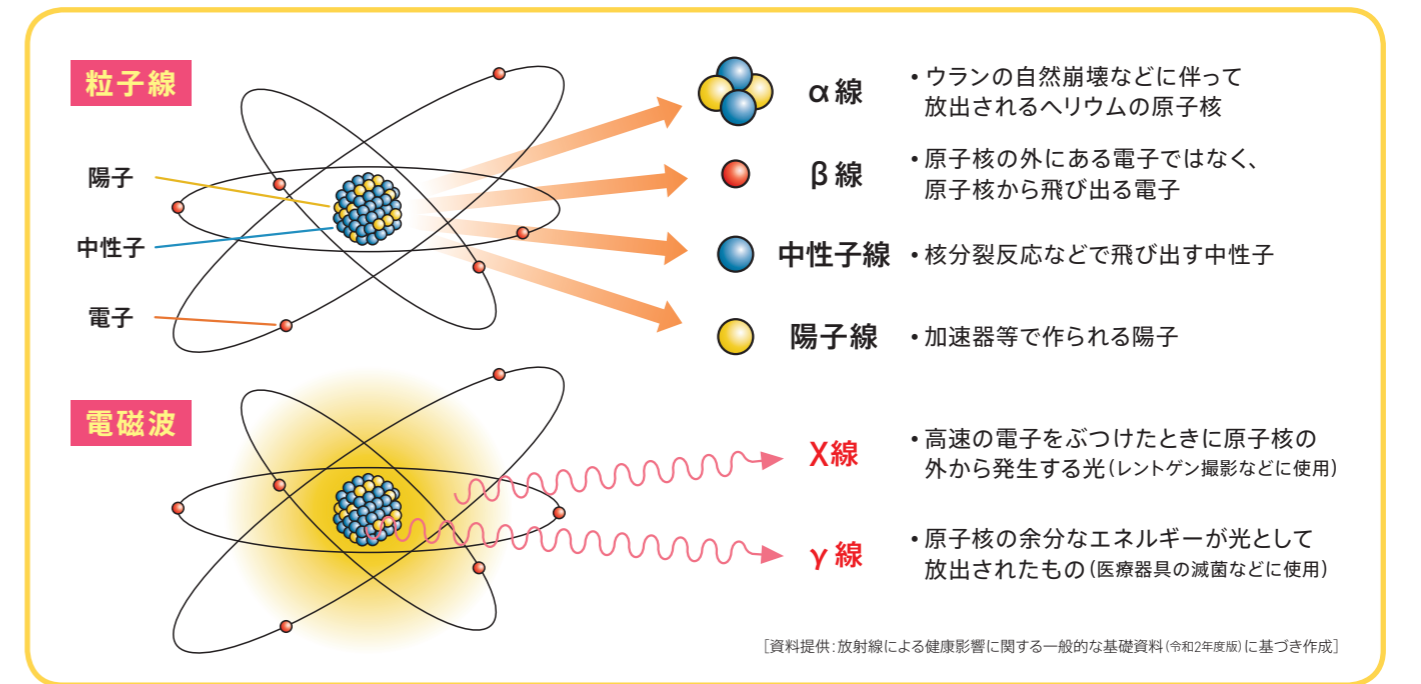 粒子線
陽子
中性子
電子
α線
・ウランの自然崩壊などに伴って
放出されるヘリウムの原子核
β線
・原子核の外にある電子ではなく、
原子核から飛び出る電子
中性子線
・核分裂反応などで飛び出す中性子
陽子線
・加速器等で作られる陽子
電磁波
X線
・高速の電子をぶつけたときに原子核の
外から発生する光(レントゲン撮影などに使用)
γ線
・原子核の余分なエネルギーが光として
放出されたもの(医療器具の滅菌などに使用)
[資料提供:放射線による健康影響に関する一般的な基礎資料(令和2年度版)に基づき作成]